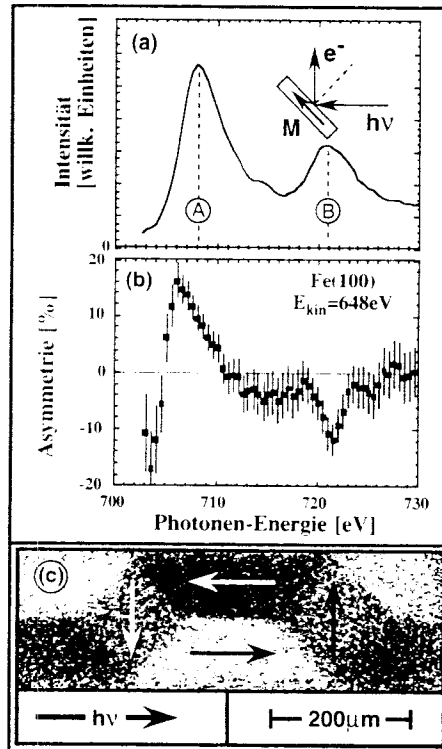 (a)
e⁻
M
hν
Intensität
[willk. Einheiten]
A
B
0
(b)
Fe(100)
E_kin=648eV
Asymmetrie [%]
20
10
0
-10
-20
700
710
720
730
Photonen-Energie [eV]
(c)
hν
200μm